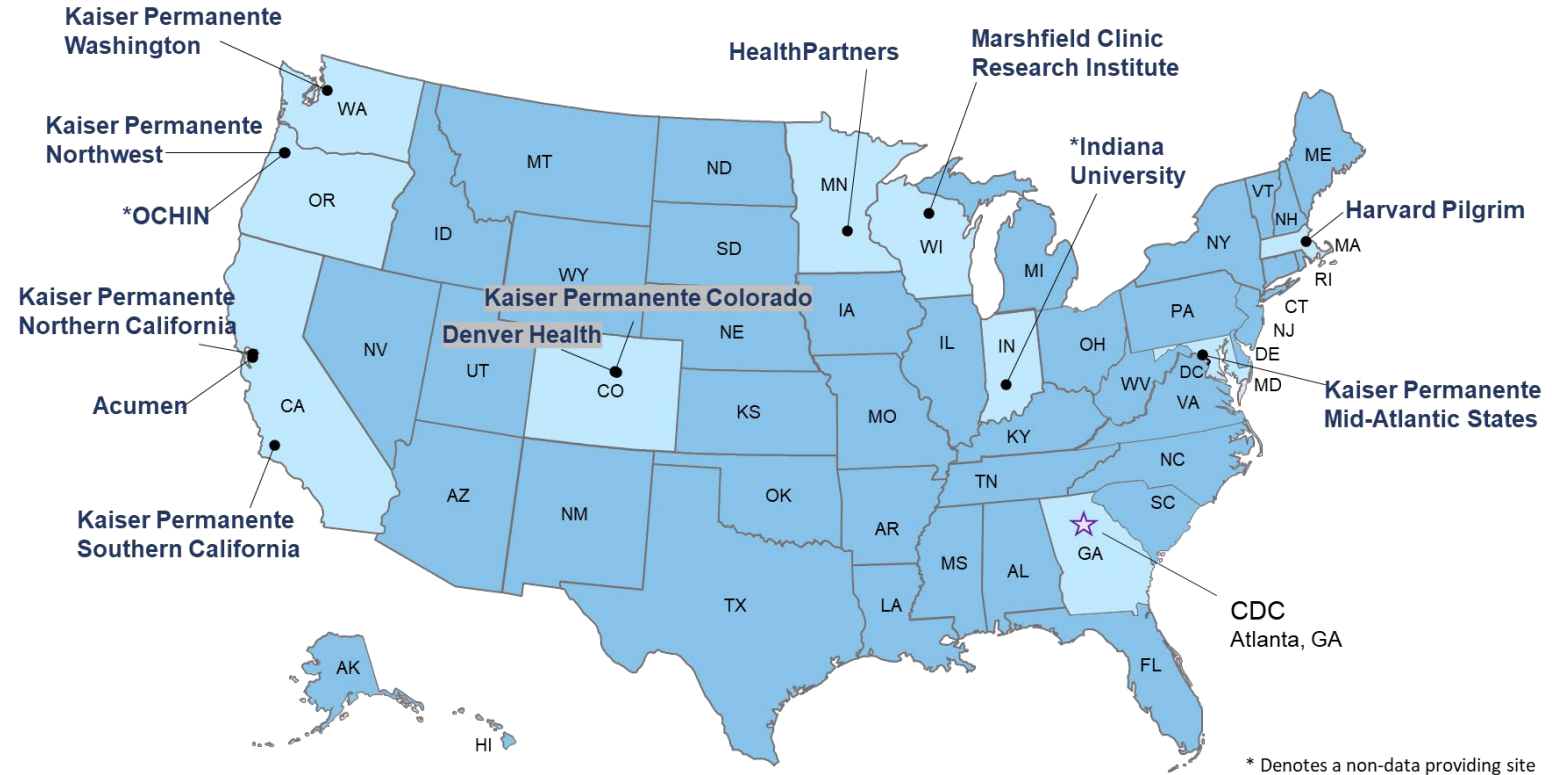 Kaiser Permanente
Washington
HealthPartners
Marshfield Clinic
Research Institute
Kaiser Permanente
Northwest
*Indiana
University
*OCHIN
Harvard Pilgrim
Kaiser Permanente
Northern California
Kaiser Permanente Colorado
Denver Health
Acumen
Kaiser Permanente
Mid-Atlantic States
Kaiser Permanente
Southern California
CDC
Atlanta, GA
WA
OR
CA
ID
NV
MT
WY
UT
CO
AZ
NM
ND
SD
NE
KS
OK
TX
MN
IA
MO
AR
LA
WI
IL
MI
IN
OH
KY
TN
MS
AL
GA
FL
SC
NC
VA
WV
DC
MD
DE
NJ
PA
NY
CT
RI
MA
VT
NH
ME
AK
HI
* Denotes a non-data providing site